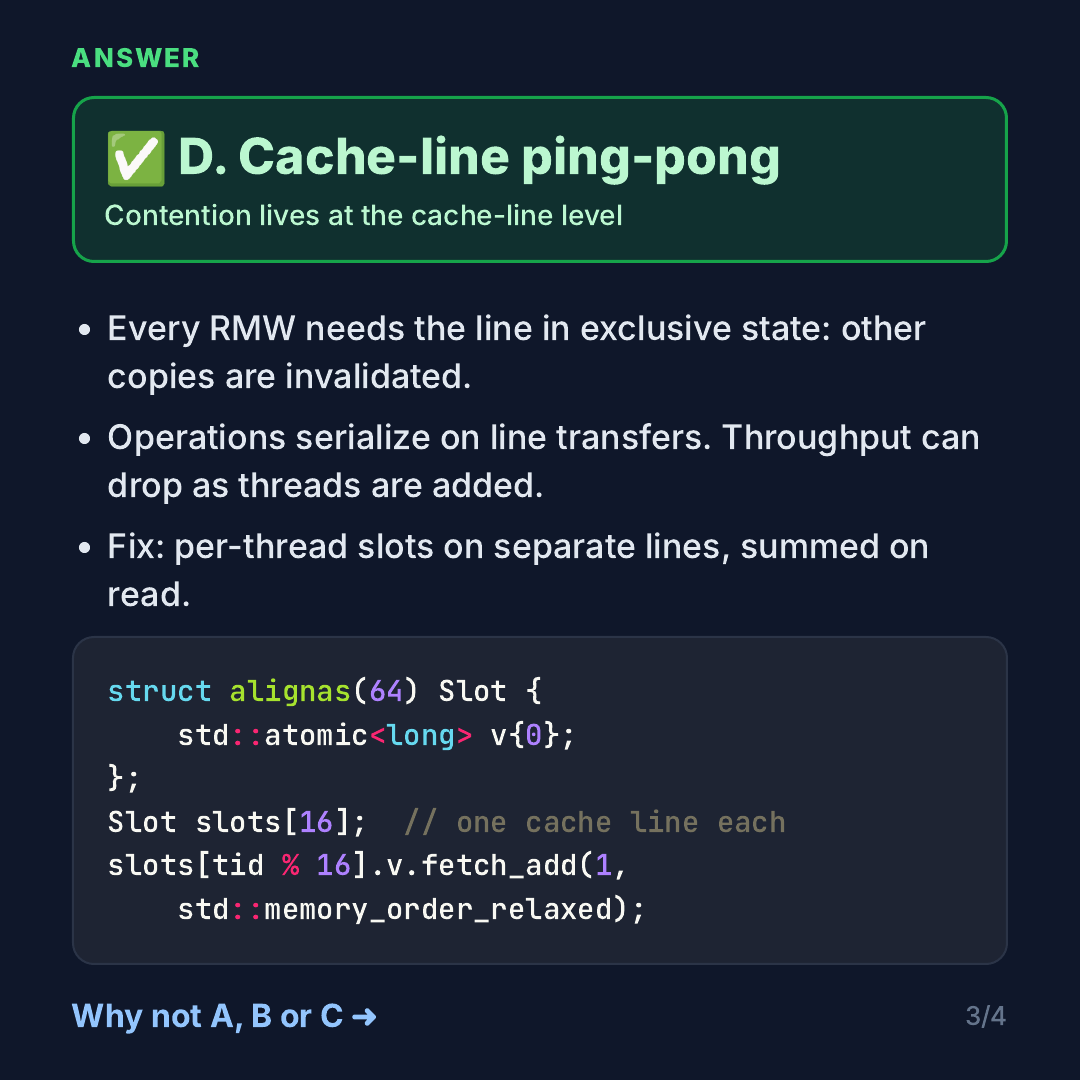 ANSWER
✅ D. Cache-line ping-pong
Contention lives at the cache-line level
• Every RMW needs the line in exclusive state: other
copies are invalidated.
• Operations serialize on line transfers. Throughput can
drop as threads are added.
• Fix: per-thread slots on separate lines, summed on
read.
struct alignas(64) Slot {
    std::atomic<long> v{0};
};
Slot slots[16];  // one cache line each
slots[tid % 16].v.fetch_add(1,
    std::memory_order_relaxed);
Why not A, B or C ➜
3/4